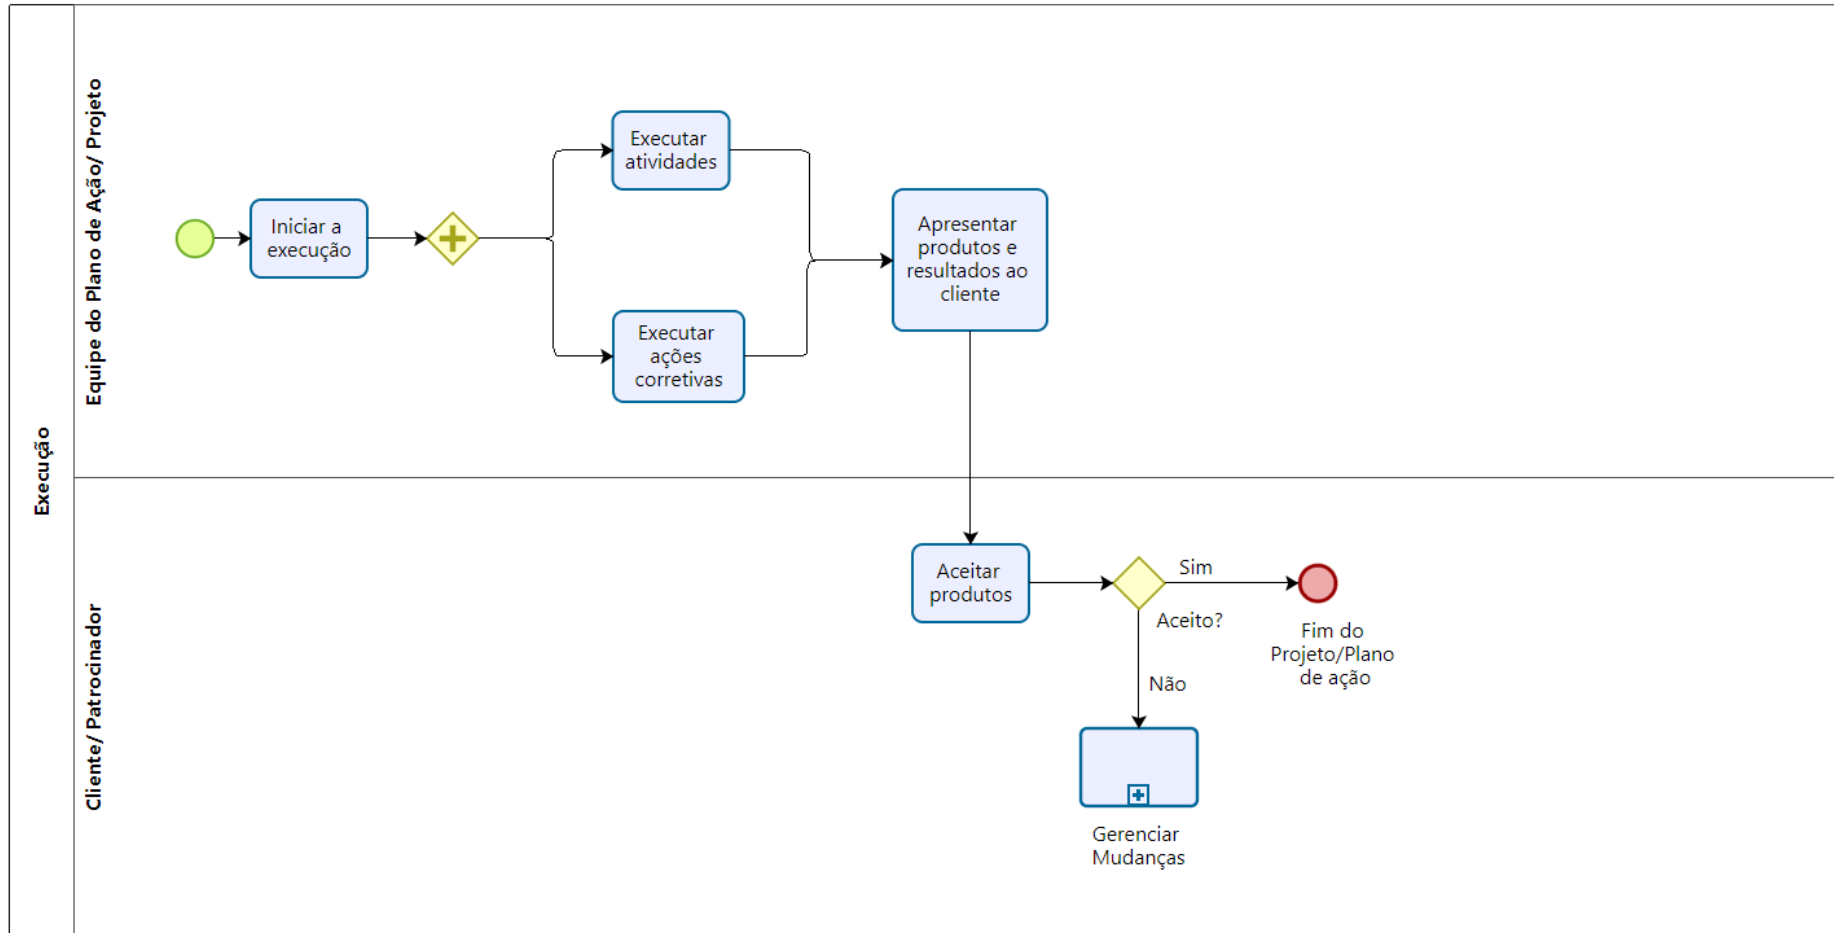 Execução
Equipe do Plano de Ação/ Projeto
Iniciar a
execução
Executar
atividades
Executar
ações
corretivas
Apresentar
produtos e
resultados ao
cliente
Cliente/ Patrocinador
Aceitar
produtos
Sim
Aceito?
Não
Fim do
Projeto/Plano
de ação
Gerenciar
Mudanças